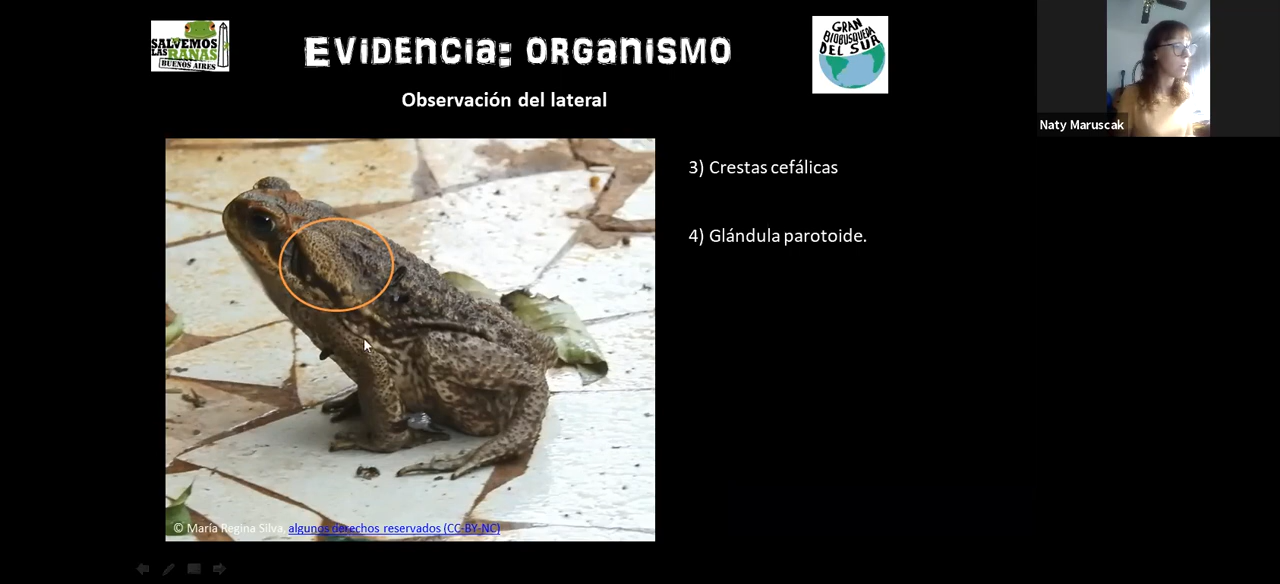 SALVEMOS
LAS RANAS
BUENOS AIRES
EVIDENCIA: ORGANISMO
GRAN
BIOBUSQUEDA
DEL SUR
Observación del lateral
Naty Maruscak
3) Crestas cefálicas
4) Glándula parotoide.
© María Regina Silva, algunos derechos reservados (CC-BY-NC)